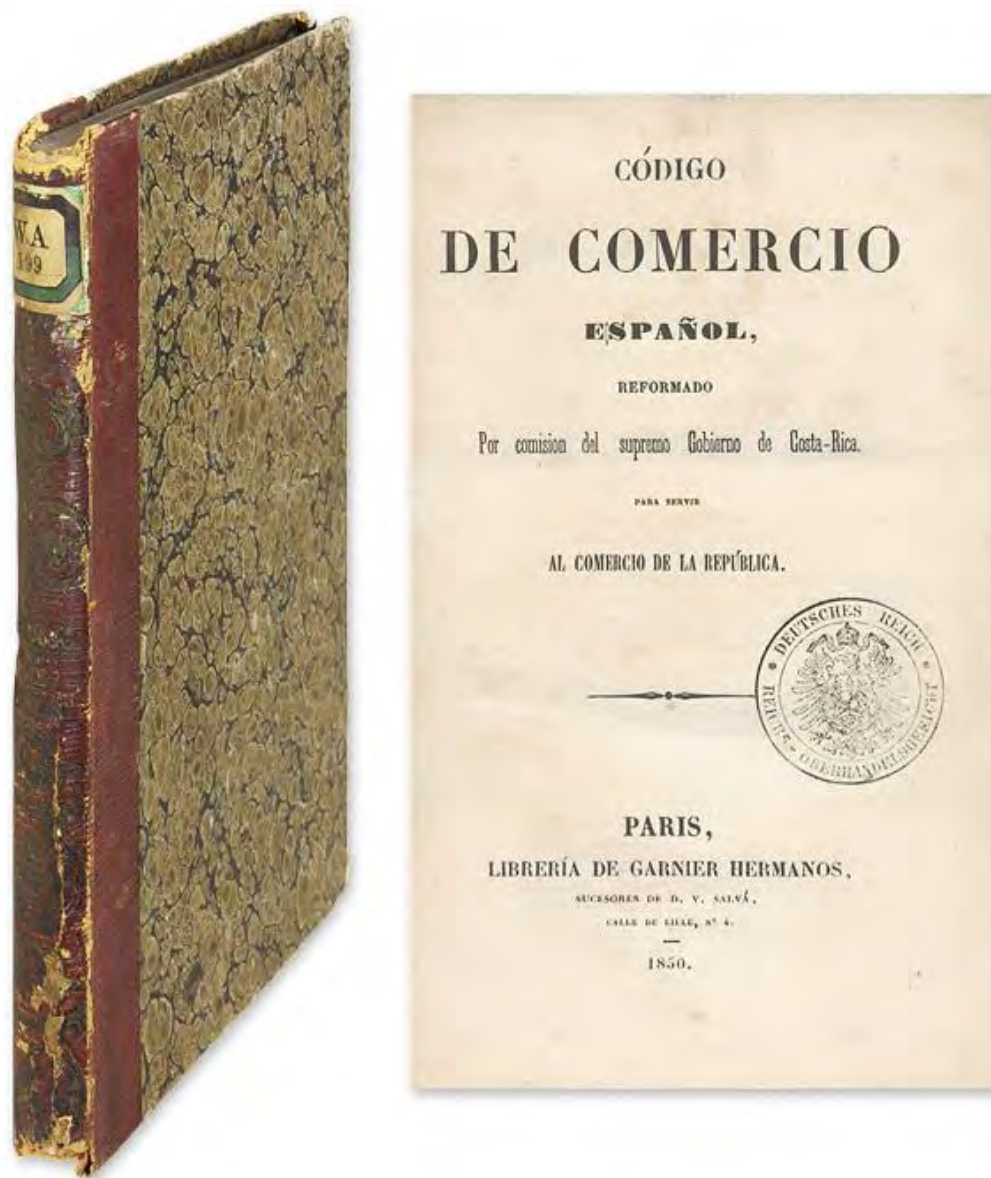 W.A
CÓDIGO
DE COMERCIO
ESPAÑOL,
REFORMADO
Por comision del supremo Gobierno de Costa-Rica.
PARA SERVIR
AL COMERCIO DE LA REPÚBLICA.
* DEUTSCHES REICH *
REICHS-OBERHANDELSGERICHT
PARIS,
LIBRERÍA DE GARNIER HERMANOS,
SUCESORES DE D. V. SALVÁ,
CALLE DE LILLE, Nº 4.
1850.